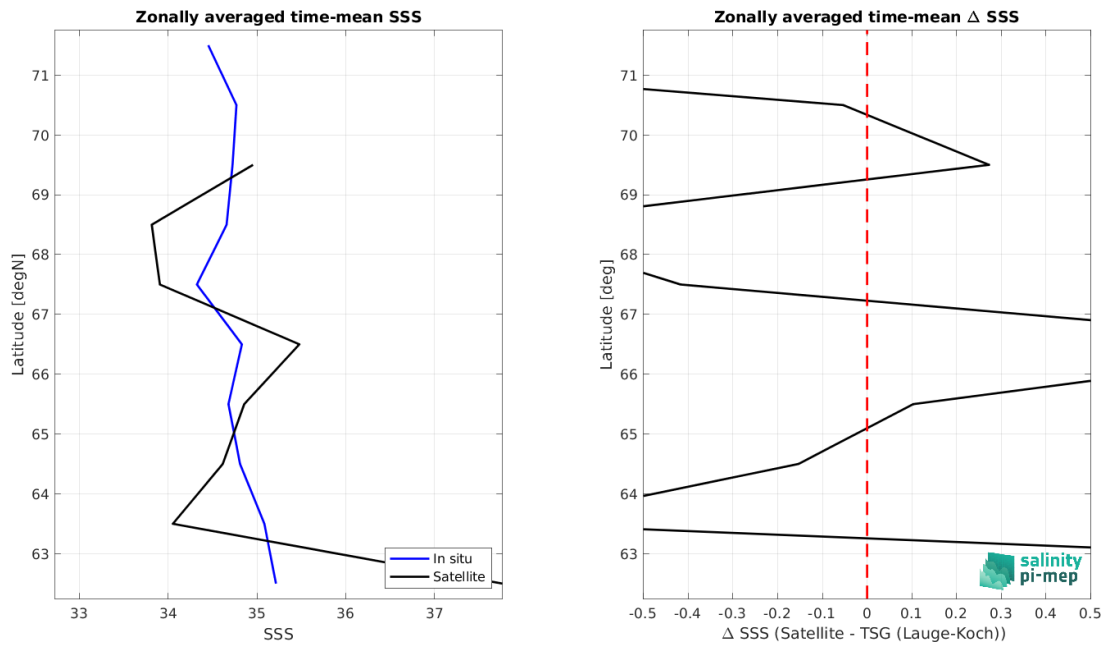 Zonally averaged time-mean SSS
71
70
69
68
67
66
65
64
63
Latitude [degN]
33 34 35 36 37
SSS
In situ
Satellite
Zonally averaged time-mean Δ SSS
71
70
69
68
67
66
65
64
63
Latitude [deg]
-0.5 -0.4 -0.3 -0.2 -0.1 0 0.1 0.2 0.3 0.4 0.5
Δ SSS (Satellite - TSG (Lauge-Koch))
salinity
pi-mep